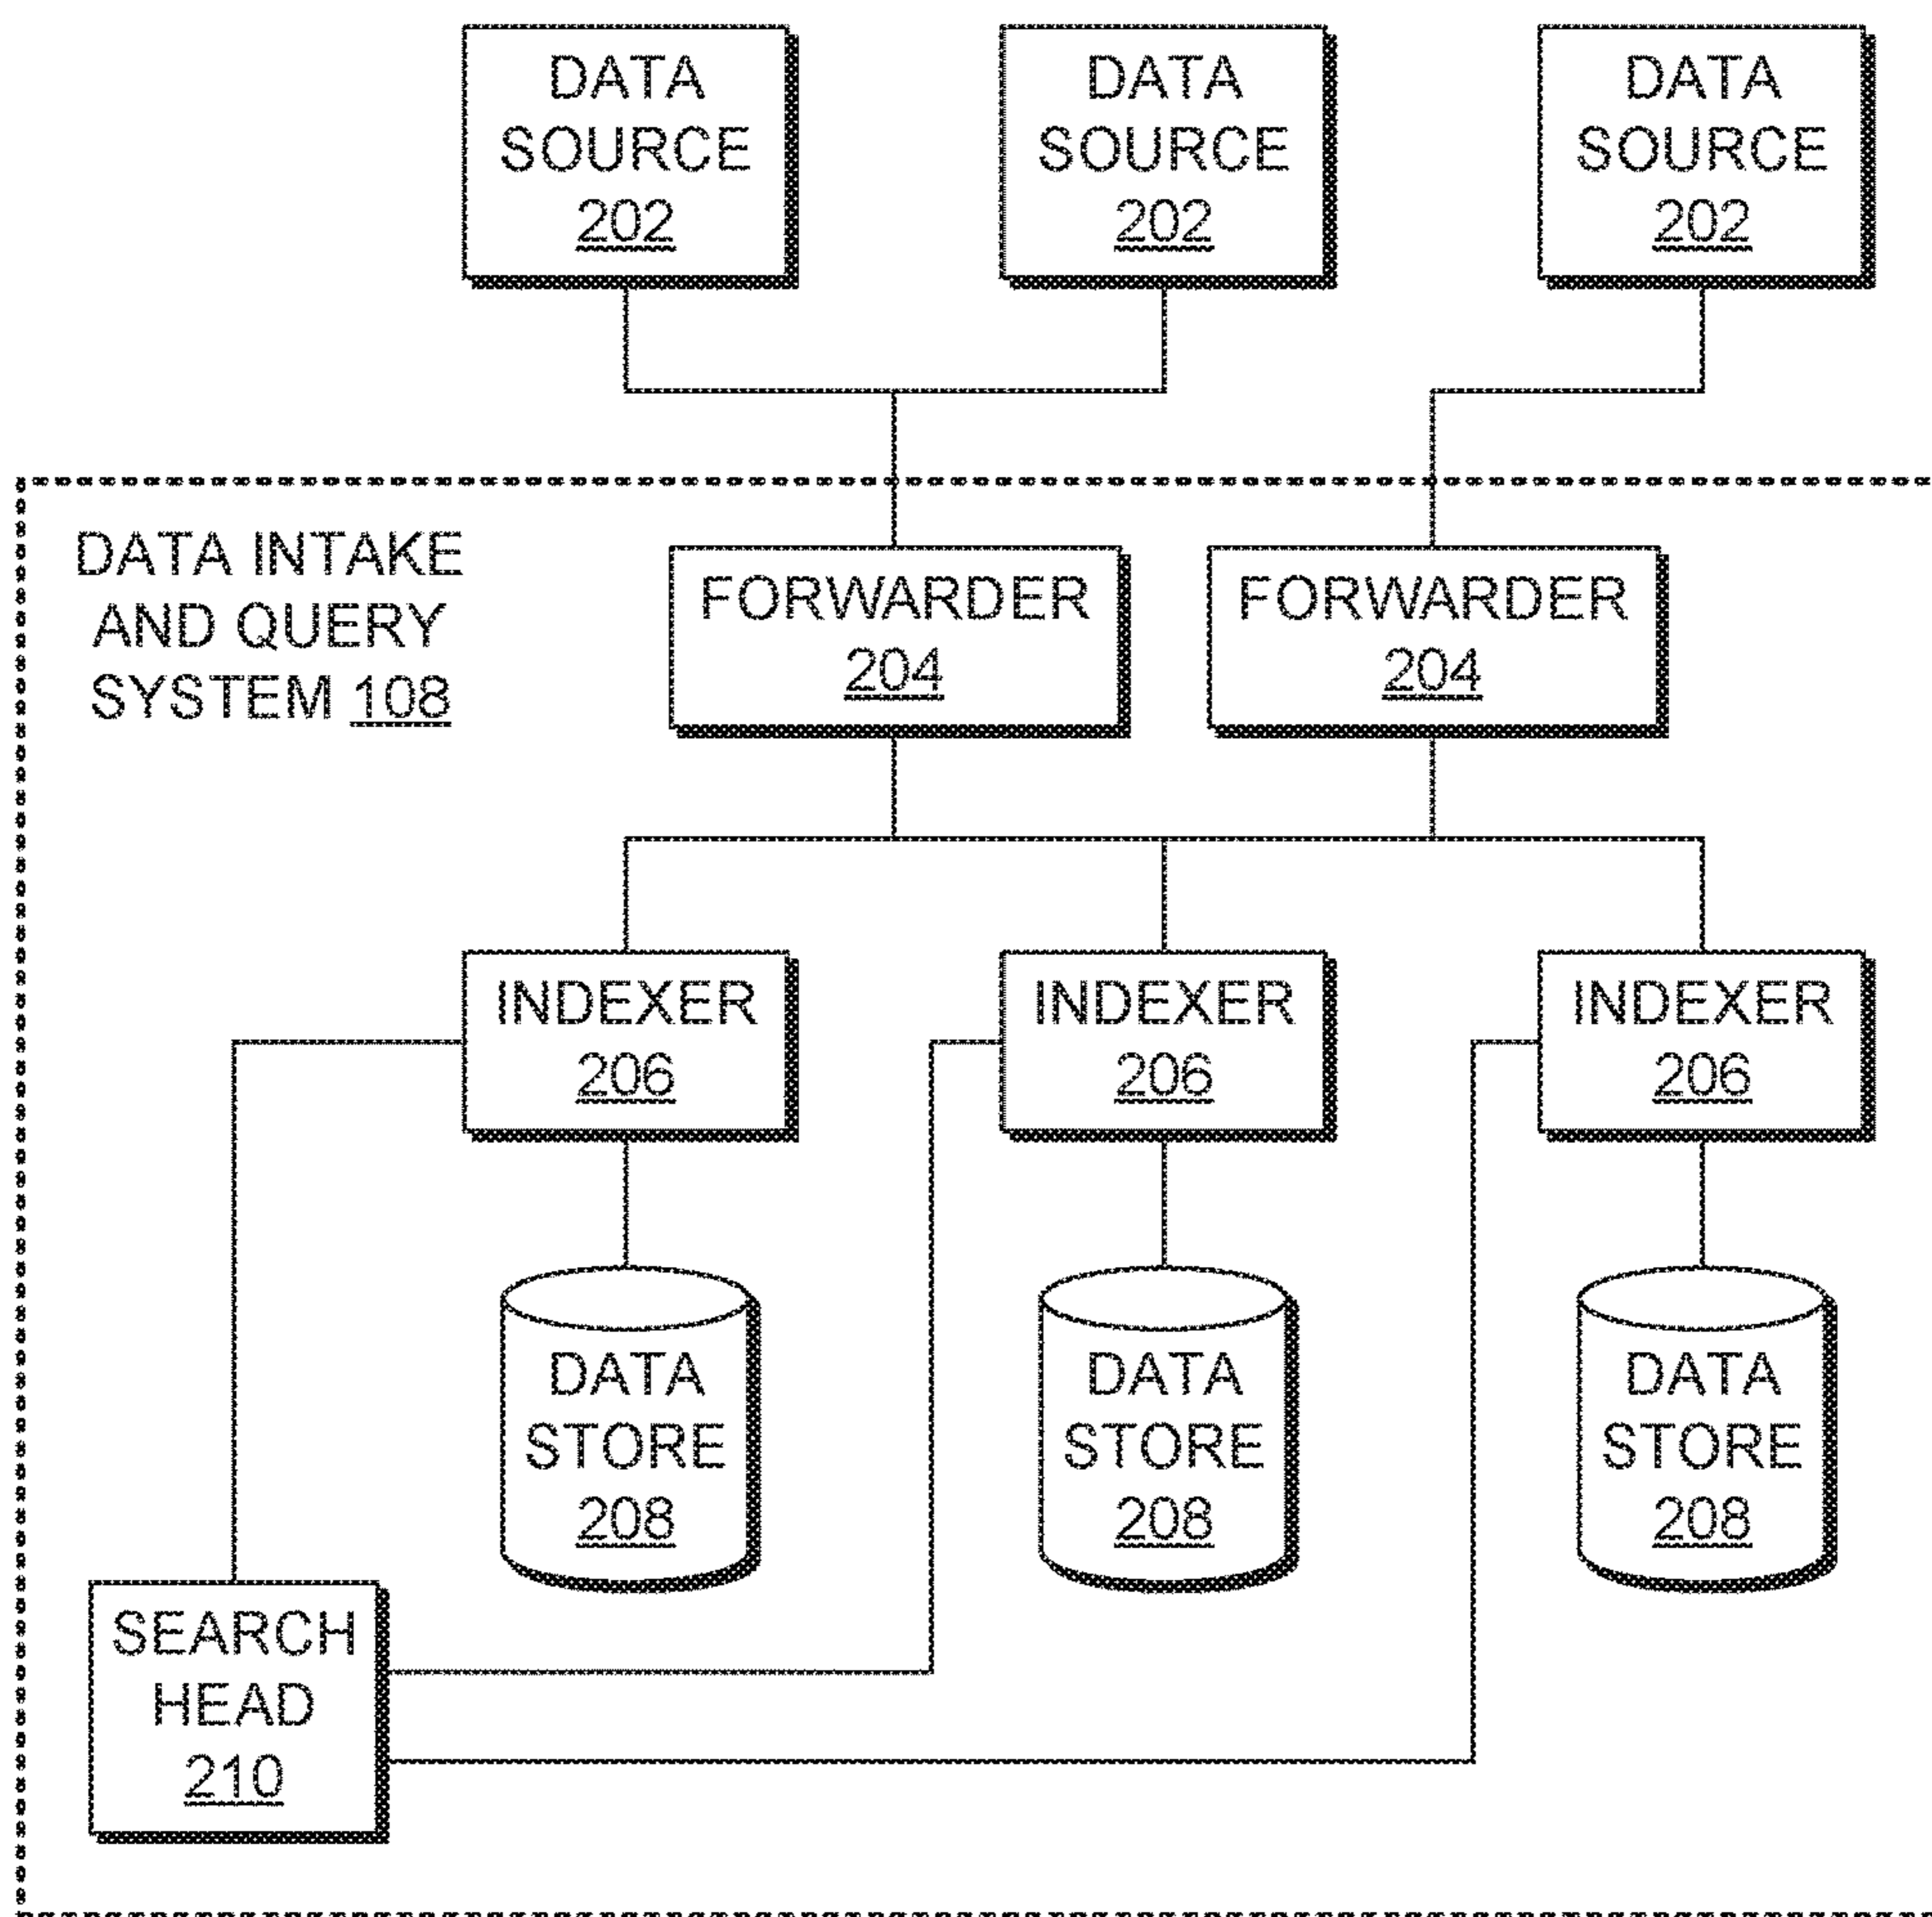 DATA
SOURCE
202
DATA
SOURCE
202
DATA
SOURCE
202
DATA INTAKE
AND QUERY
SYSTEM 108
FORWARDER
204
FORWARDER
204
INDEXER
206
INDEXER
206
INDEXER
206
DATA
STORE
208
DATA
STORE
208
DATA
STORE
208
SEARCH
HEAD
210